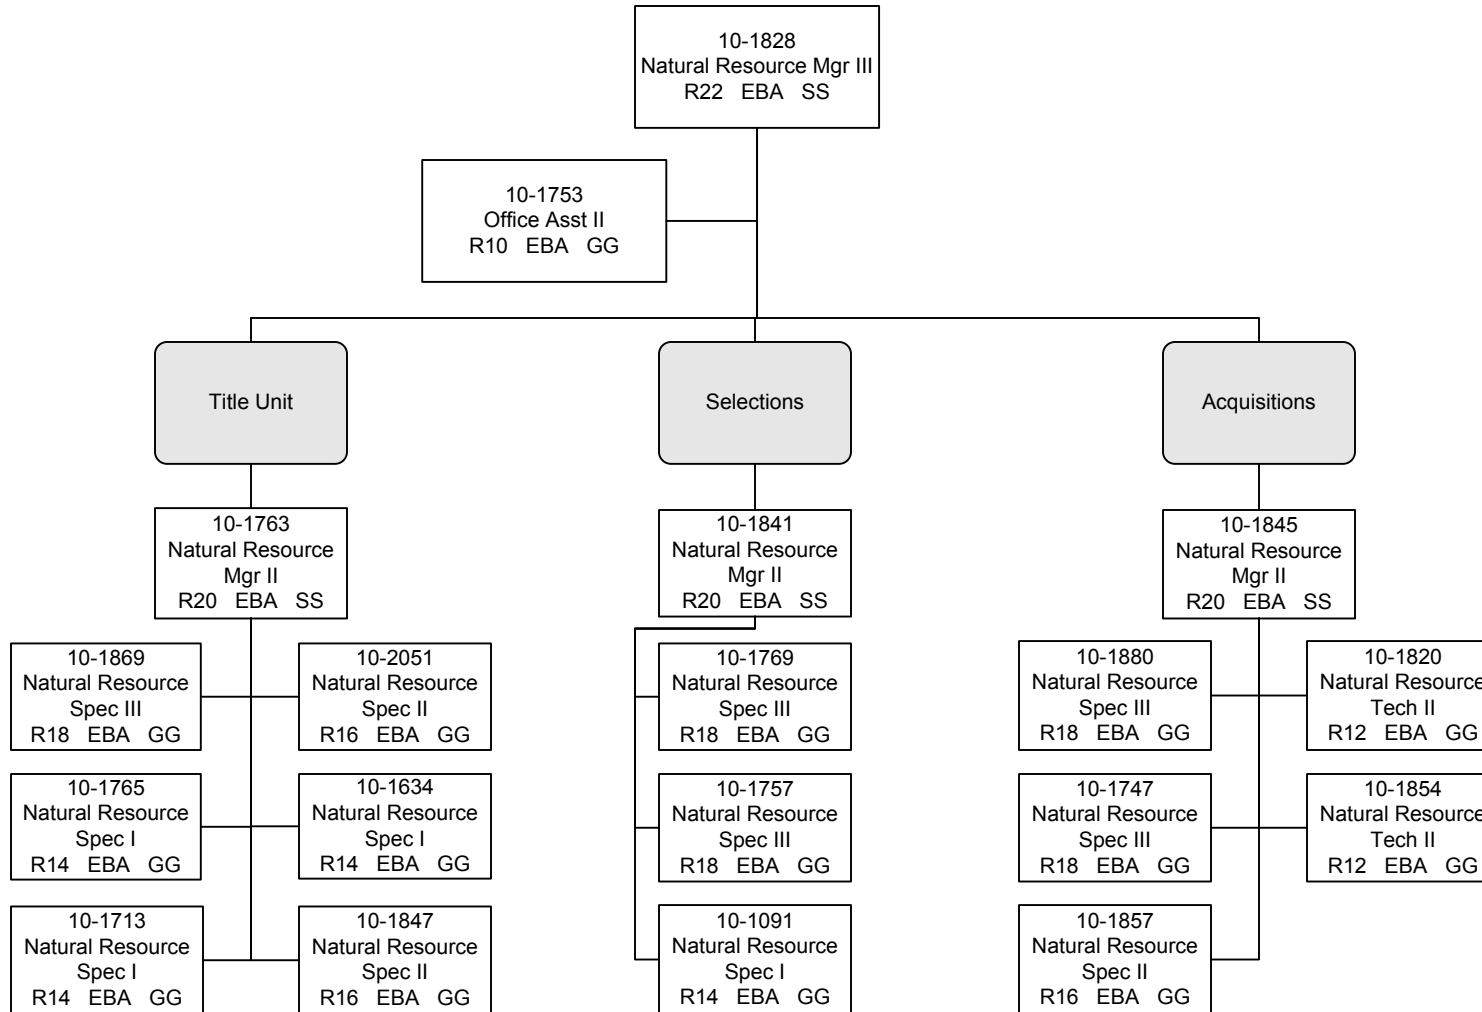 10-1828
Natural Resource Mgr III
R22 EBA SS
10-1753
Office Asst II
R10 EBA GG
Title Unit
Selections
Acquisitions
10-1763
Natural Resource
Mgr II
R20 EBA SS
10-1841
Natural Resource
Mgr II
R20 EBA SS
10-1845
Natural Resource
Mgr II
R20 EBA SS
10-1869
Natural Resource
Spec III
R18 EBA GG
10-2051
Natural Resource
Spec II
R16 EBA GG
10-1769
Natural Resource
Spec III
R18 EBA GG
10-1880
Natural Resource
Spec III
R18 EBA GG
10-1820
Natural Resource
Tech II
R12 EBA GG
10-1765
Natural Resource
Spec I
R14 EBA GG
10-1634
Natural Resource
Spec I
R14 EBA GG
10-1757
Natural Resource
Spec III
R18 EBA GG
10-1747
Natural Resource
Spec III
R18 EBA GG
10-1854
Natural Resource
Tech II
R12 EBA GG
10-1713
Natural Resource
Spec I
R14 EBA GG
10-1847
Natural Resource
Spec II
R16 EBA GG
10-1091
Natural Resource
Spec I
R14 EBA GG
10-1857
Natural Resource
Spec II
R16 EBA GG